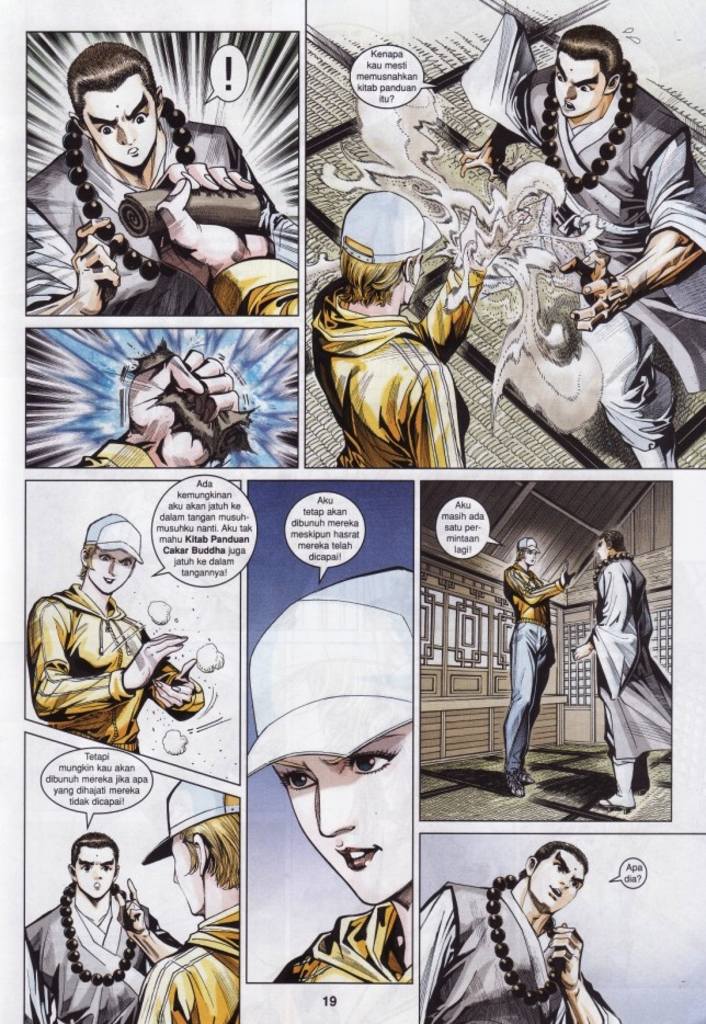 !
Kenapa
kau mesti
memusnahkan
kitab panduan
itu?
Ada
kemungkinan
aku akan jatuh ke
dalam tangan musuh-
musuhku nanti. Aku tak
mahu Kitab Panduan
Cakar Buddha juga
jatuh ke dalam
tangannya!
Tetapi
mungkin kau akan
dibunuh mereka jika apa
yang dihajati mereka
tidak dicapai!
Aku
tetap akan
dibunuh mereka
meskipun hasrat
mereka telah
dicapai!
Aku
masih ada
satu per-
mintaan
lagi!
Apa
dia?
19